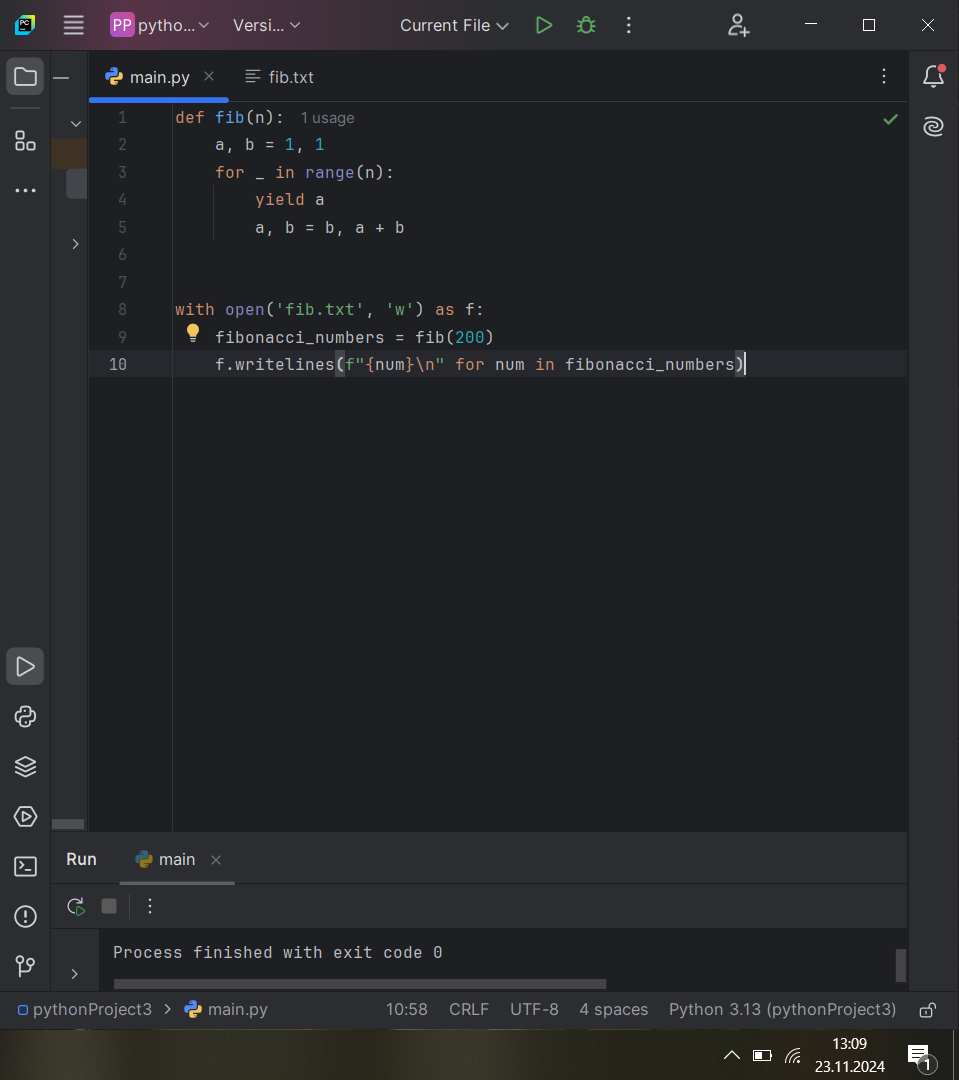 PC
PP pytho... Versi... Current File
main.py
fib.txt
1 def fib(n): 1 usage
2 a, b = 1, 1
3 for _ in range(n):
4 yield a
5 a, b = b, a + b
6
7
8 with open('fib.txt', 'w') as f:
9 fibonacci_numbers = fib(200)
10 f.writelines(f"{num}\n" for num in fibonacci_numbers)
Run main
Process finished with exit code 0
pythonProject3 > main.py 10:58 CRLF UTF-8 4 spaces Python 3.13 (pythonProject3)
13:09
23.11.2024
1